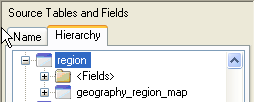 Source Tables and Fields
Name Hierarchy
region
<Fields>
geography_region_map